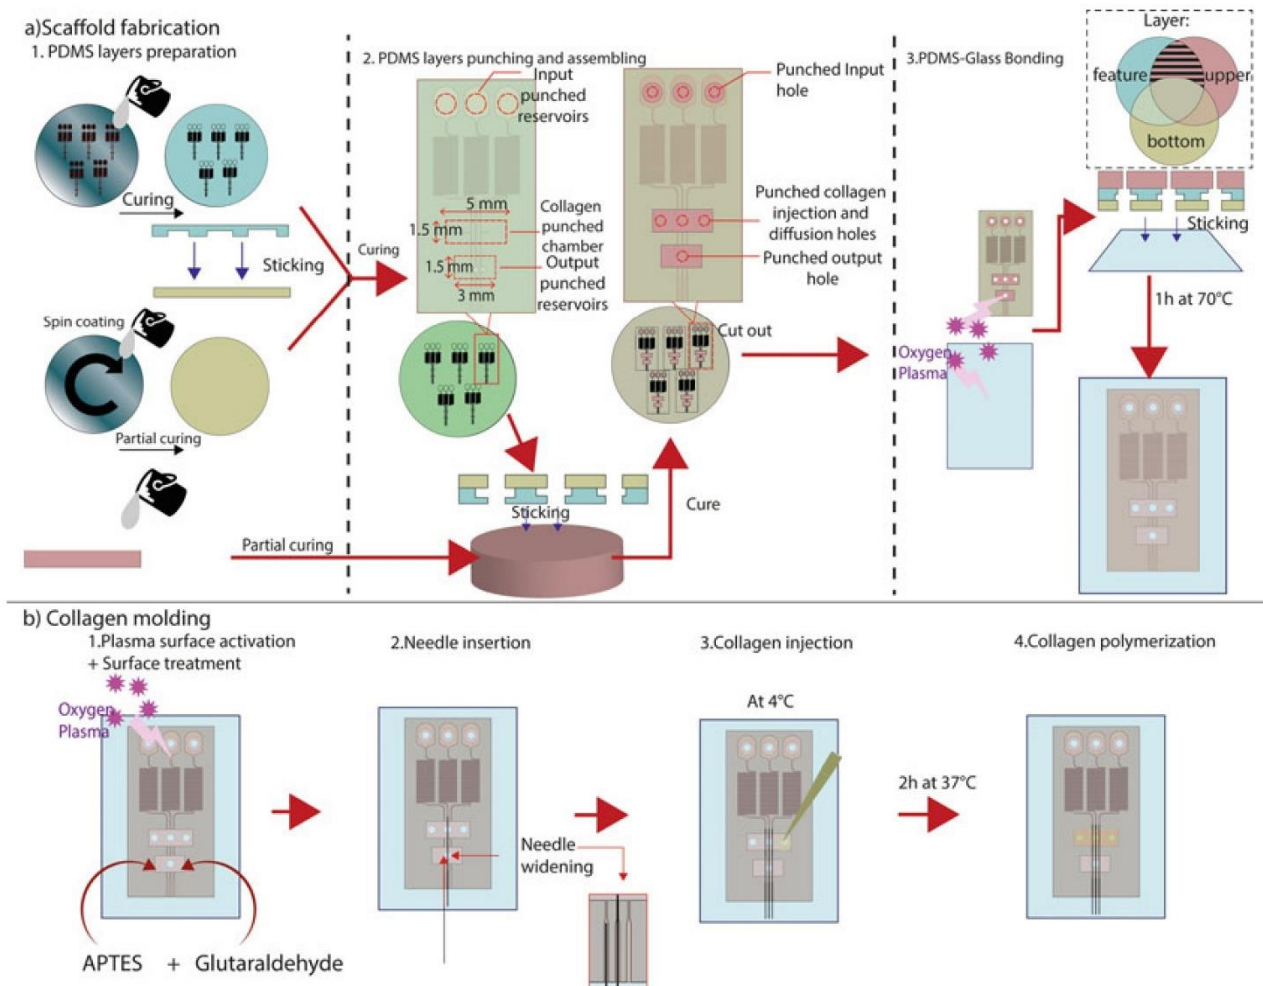 a)Scaffold fabrication
1. PDMS layers preparation
Curing
Sticking
Spin coating
Partial curing
2. PDMS layers punching and assembling
Input
punched
reservoirs
5 mm
1.5 mm
Collagen
punched
chamber
1.5 mm
Output
punched
reservoirs
3 mm
Curing
Punched Input
hole
Punched collagen
injection and
diffusion holes
Punched output
hole
Cut out
Sticking
Cure
Partial curing
3.PDMS-Glass Bonding
Layer:
feature
upper
bottom
Sticking
1h at 70°C
Oxygen
Plasma
b) Collagen molding
1.Plasma surface activation
+ Surface treatment
Oxygen
Plasma
APTES + Glutaraldehyde
2.Needle insertion
Needle
widening
3.Collagen injection
At 4°C
2h at 37°C
4.Collagen polymerization